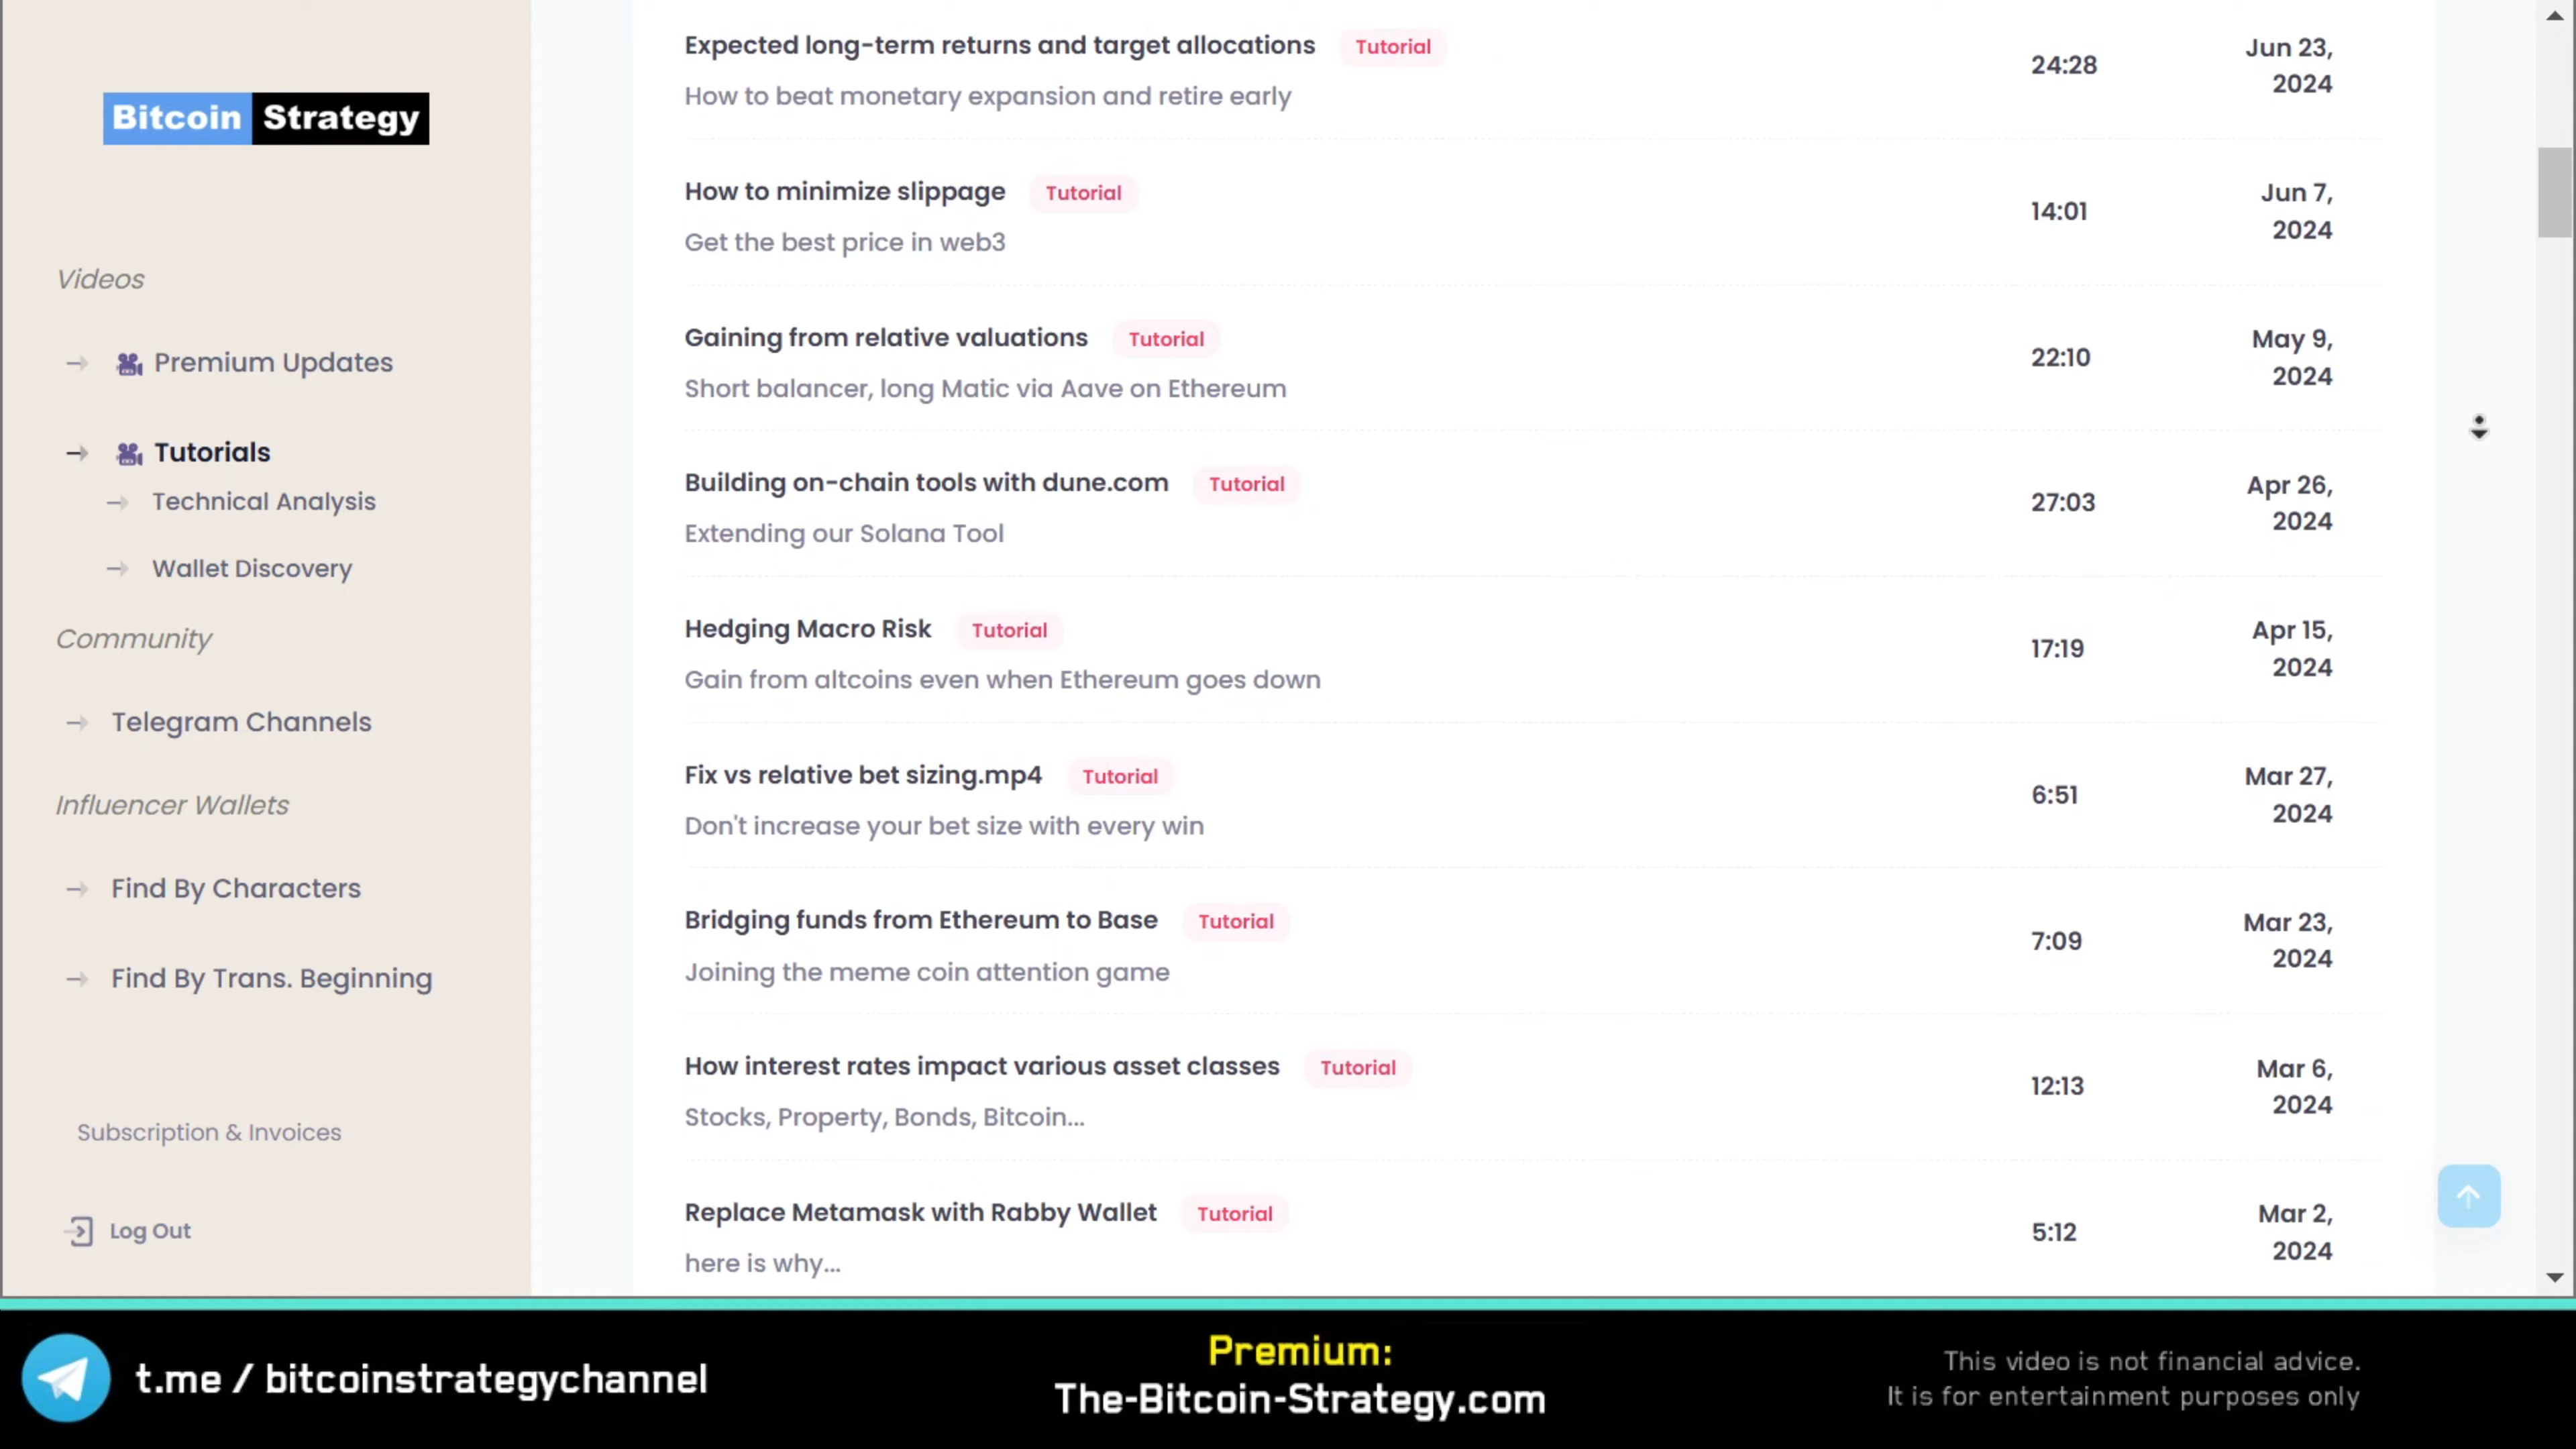 Bitcoin Strategy
Videos
Premium Updates
Tutorials
Technical Analysis
Wallet Discovery
Community
Telegram Channels
Influencer Wallets
Find By Characters
Find By Trans. Beginning
Subscription & Invoices
Log Out
Expected long-term returns and target allocations Tutorial
How to beat monetary expansion and retire early
24:28
Jun 23,
2024
How to minimize slippage Tutorial
Get the best price in web3
14:01
Jun 7,
2024
Gaining from relative valuations Tutorial
Short balancer, long Matic via Aave on Ethereum
22:10
May 9,
2024
Building on-chain tools with dune.com Tutorial
Extending our Solana Tool
27:03
Apr 26,
2024
Hedging Macro Risk Tutorial
Gain from altcoins even when Ethereum goes down
17:19
Apr 15,
2024
Fix vs relative bet sizing.mp4 Tutorial
Don't increase your bet size with every win
6:51
Mar 27,
2024
Bridging funds from Ethereum to Base Tutorial
Joining the meme coin attention game
7:09
Mar 23,
2024
How interest rates impact various asset classes Tutorial
Stocks, Property, Bonds, Bitcoin...
12:13
Mar 6,
2024
Replace Metamask with Rabby Wallet Tutorial
here is why...
5:12
Mar 2,
2024
t.me / bitcoinstrategychannel
Premium:
The-Bitcoin-Strategy.com
This video is not financial advice.
It is for entertainment purposes only